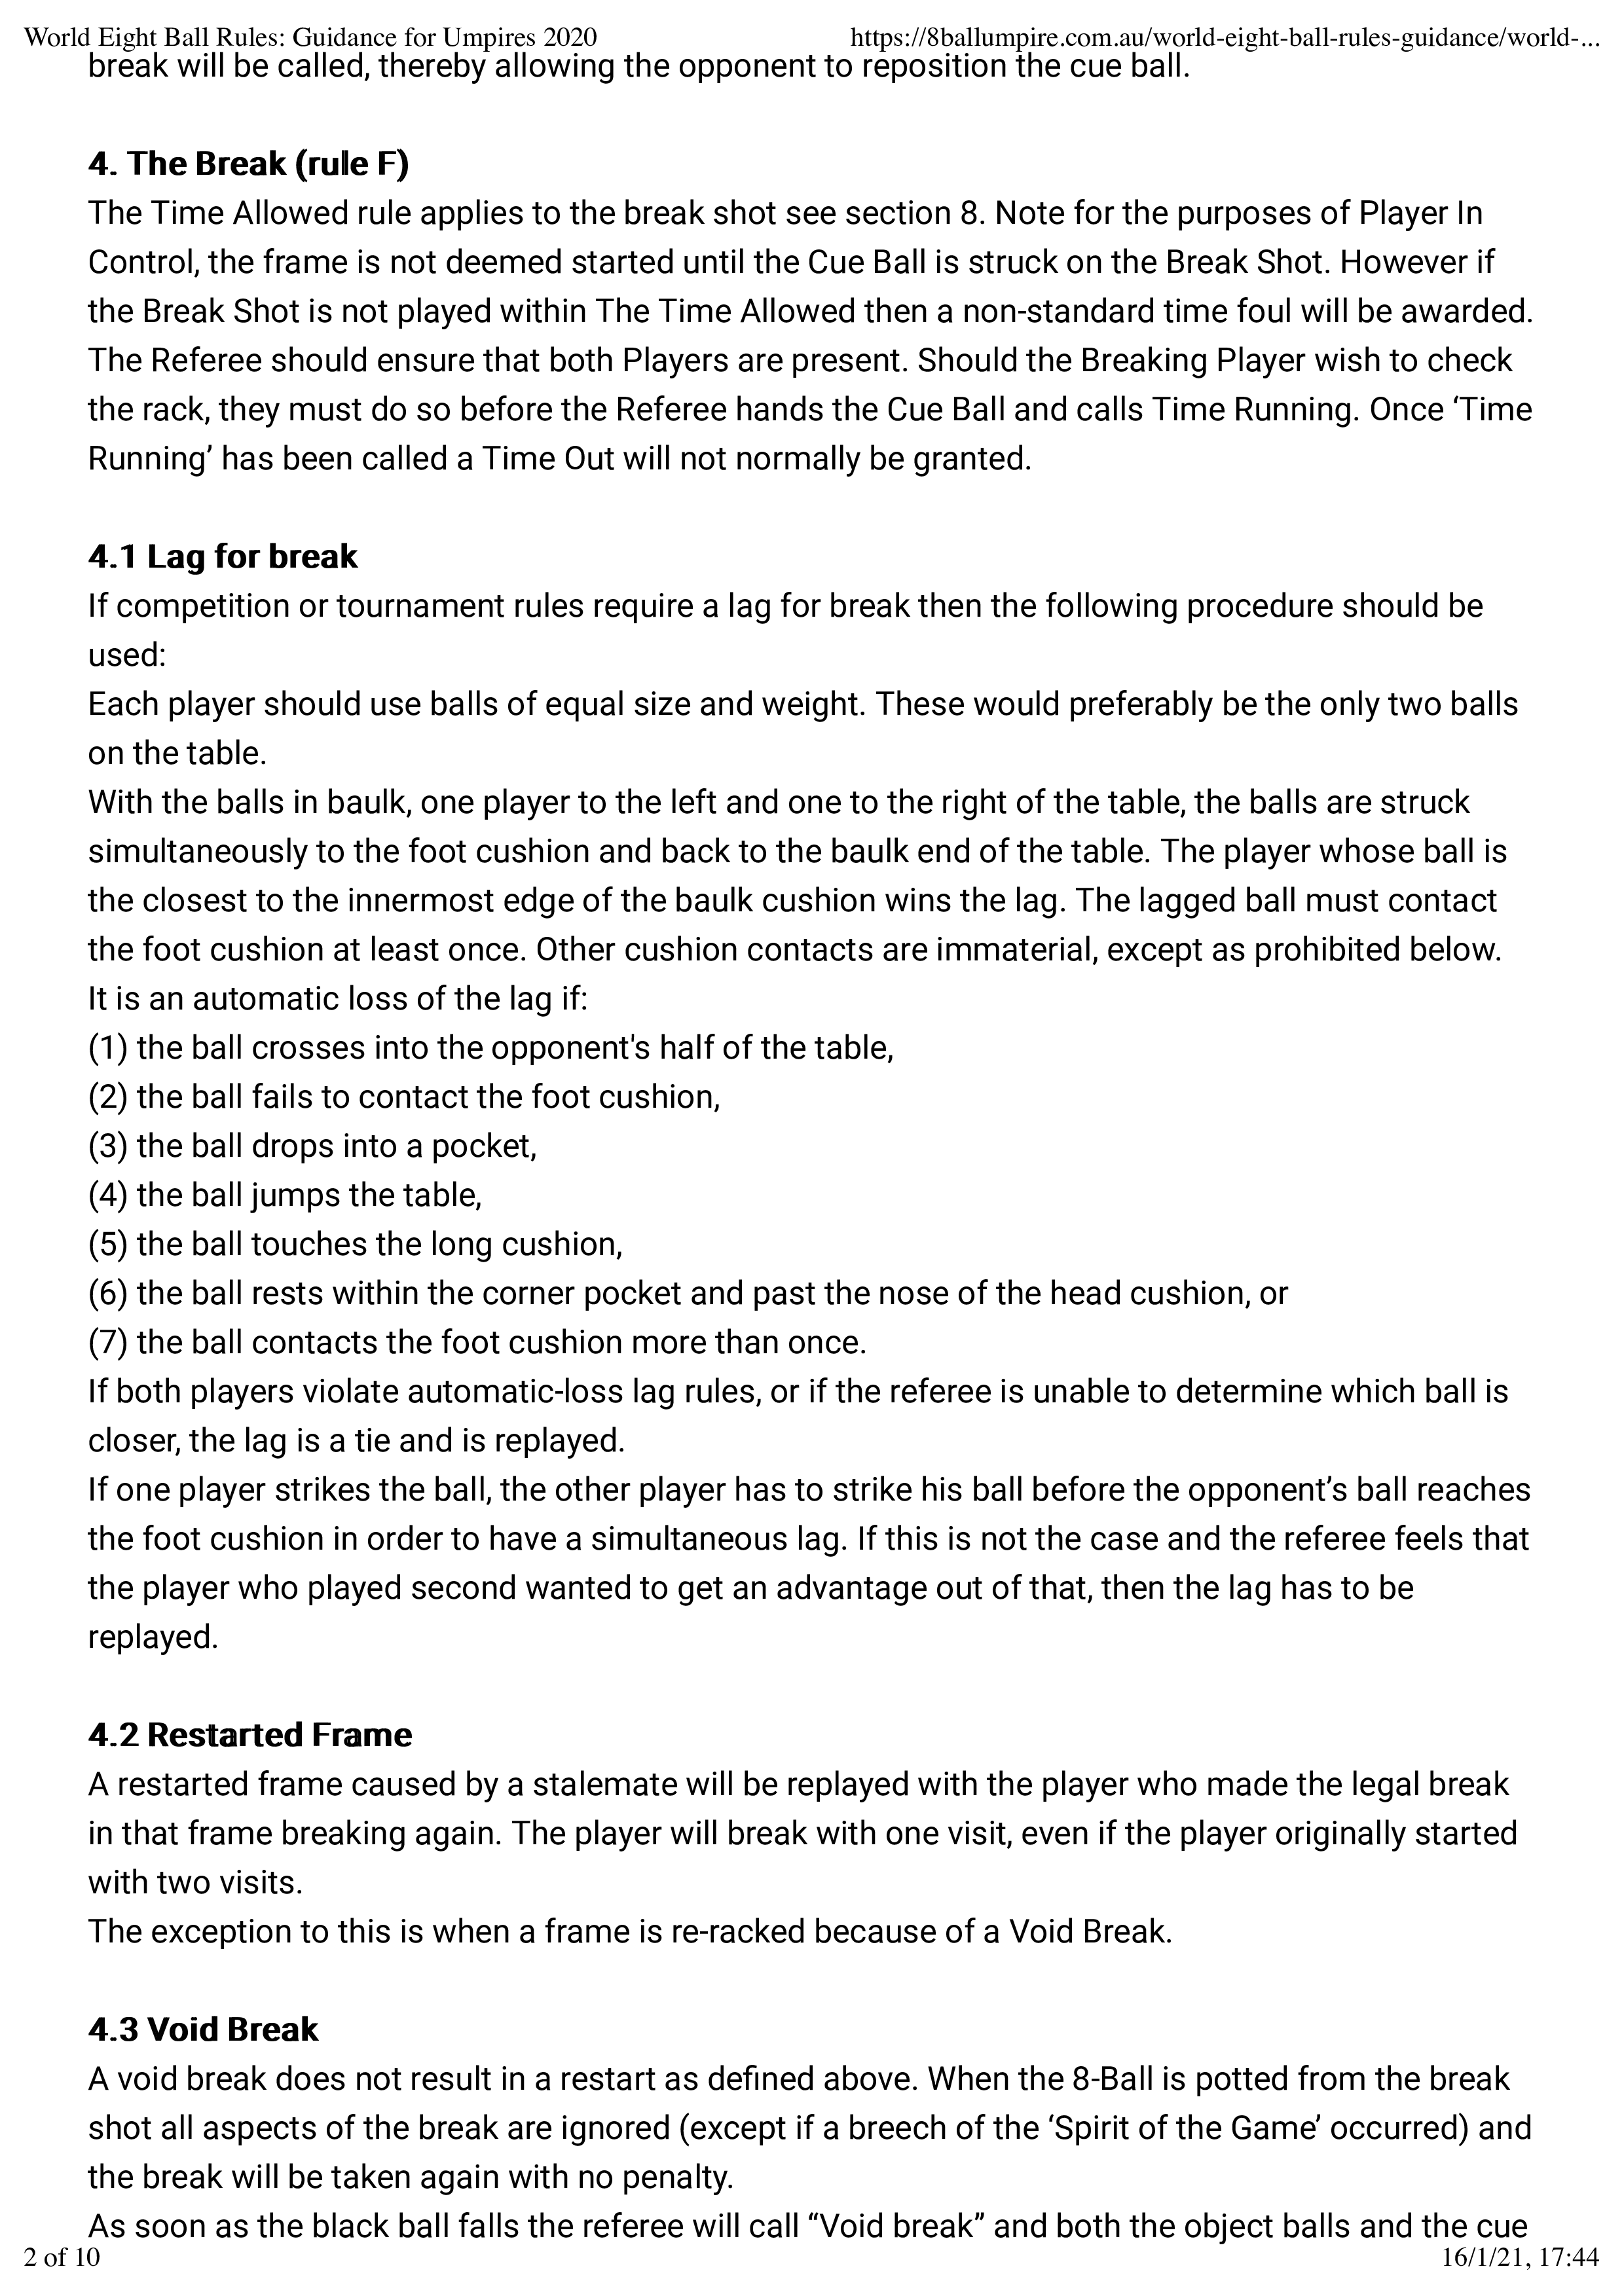 World Eight Ball Rules: Guidance for Umpires 2020
https://8ballumpire.com.au/world-eight-ball-rules-guidance/world-...
break will be called, thereby allowing the opponent to reposition the cue ball.
4. The Break (rule F)
The Time Allowed rule applies to the break shot see section 8. Note for the purposes of Player In
Control, the frame is not deemed started until the Cue Ball is struck on the Break Shot. However if
the Break Shot is not played within The Time Allowed then a non-standard time foul will be awarded.
The Referee should ensure that both Players are present. Should the Breaking Player wish to check
the rack, they must do so before the Referee hands the Cue Ball and calls Time Running. Once ‘Time
Running’ has been called a Time Out will not normally be granted.
4.1 Lag for break
If competition or tournament rules require a lag for break then the following procedure should be
used:
Each player should use balls of equal size and weight. These would preferably be the only two balls
on the table.
With the balls in baulk, one player to the left and one to the right of the table, the balls are struck
simultaneously to the foot cushion and back to the baulk end of the table. The player whose ball is
the closest to the innermost edge of the baulk cushion wins the lag. The lagged ball must contact
the foot cushion at least once. Other cushion contacts are immaterial, except as prohibited below.
It is an automatic loss of the lag if:
(1) the ball crosses into the opponent's half of the table,
(2) the ball fails to contact the foot cushion,
(3) the ball drops into a pocket,
(4) the ball jumps the table,
(5) the ball touches the long cushion,
(6) the ball rests within the corner pocket and past the nose of the head cushion, or
(7) the ball contacts the foot cushion more than once.
If both players violate automatic-loss lag rules, or if the referee is unable to determine which ball is
closer, the lag is a tie and is replayed.
If one player strikes the ball, the other player has to strike his ball before the opponent’s ball reaches
the foot cushion in order to have a simultaneous lag. If this is not the case and the referee feels that
the player who played second wanted to get an advantage out of that, then the lag has to be
replayed.
4.2 Restarted Frame
A restarted frame caused by a stalemate will be replayed with the player who made the legal break
in that frame breaking again. The player will break with one visit, even if the player originally started
with two visits.
The exception to this is when a frame is re-racked because of a Void Break.
4.3 Void Break
A void break does not result in a restart as defined above. When the 8-Ball is potted from the break
shot all aspects of the break are ignored (except if a breech of the ‘Spirit of the Game’ occurred) and
the break will be taken again with no penalty.
As soon as the black ball falls the referee will call “Void break” and both the object balls and the cue
2 of 10
16/1/21, 17:44